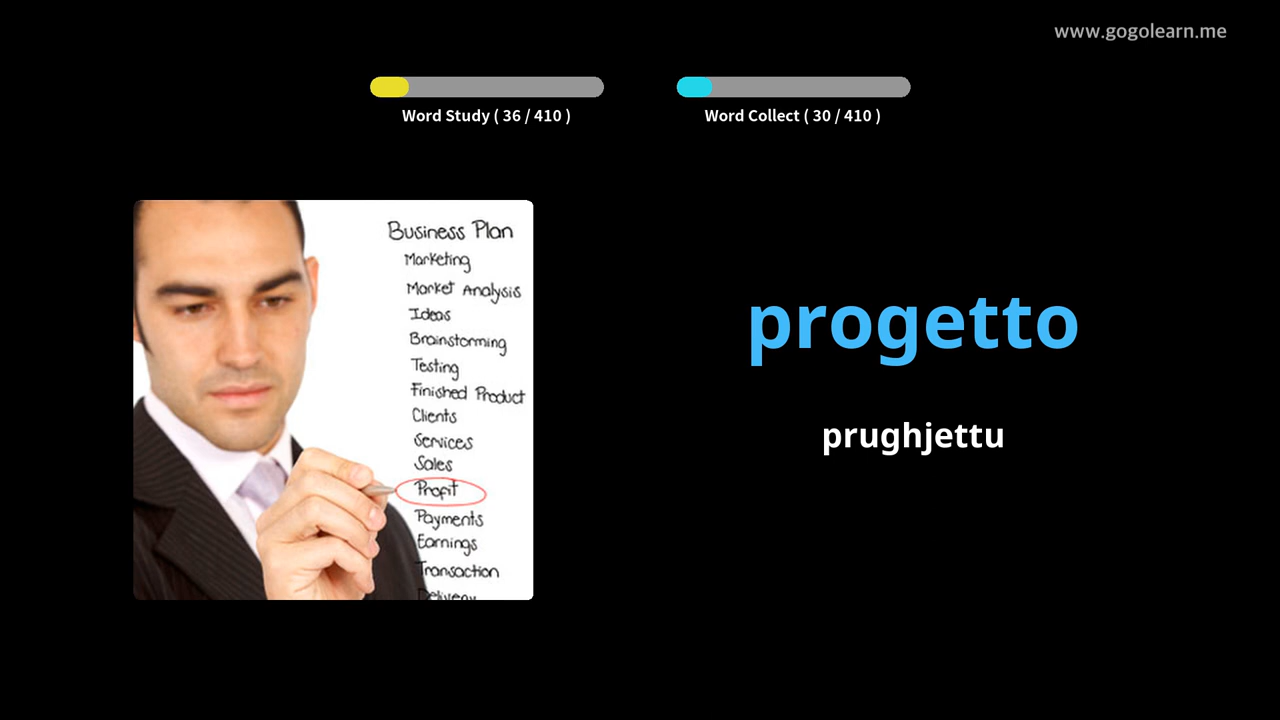 www.gogolearn.me
Word Study ( 36 / 410 )
Word Collect ( 30 / 410 )
Business Plan
Marketing
Market Analysis
Ideas
Brainstorming
Testing
Finished Product
Clients
Services
Sales
Profit
Payments
Earnings
Transaction
Delivery
progetto
prughjettu